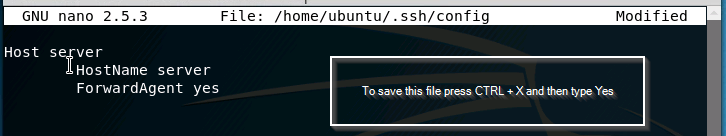 GNU nano 2.5.3 File: /home/ubuntu/.ssh/config Modified
Host server
HostName server
To save this file press CTRL + X and then type Yes
ForwardAgent yes